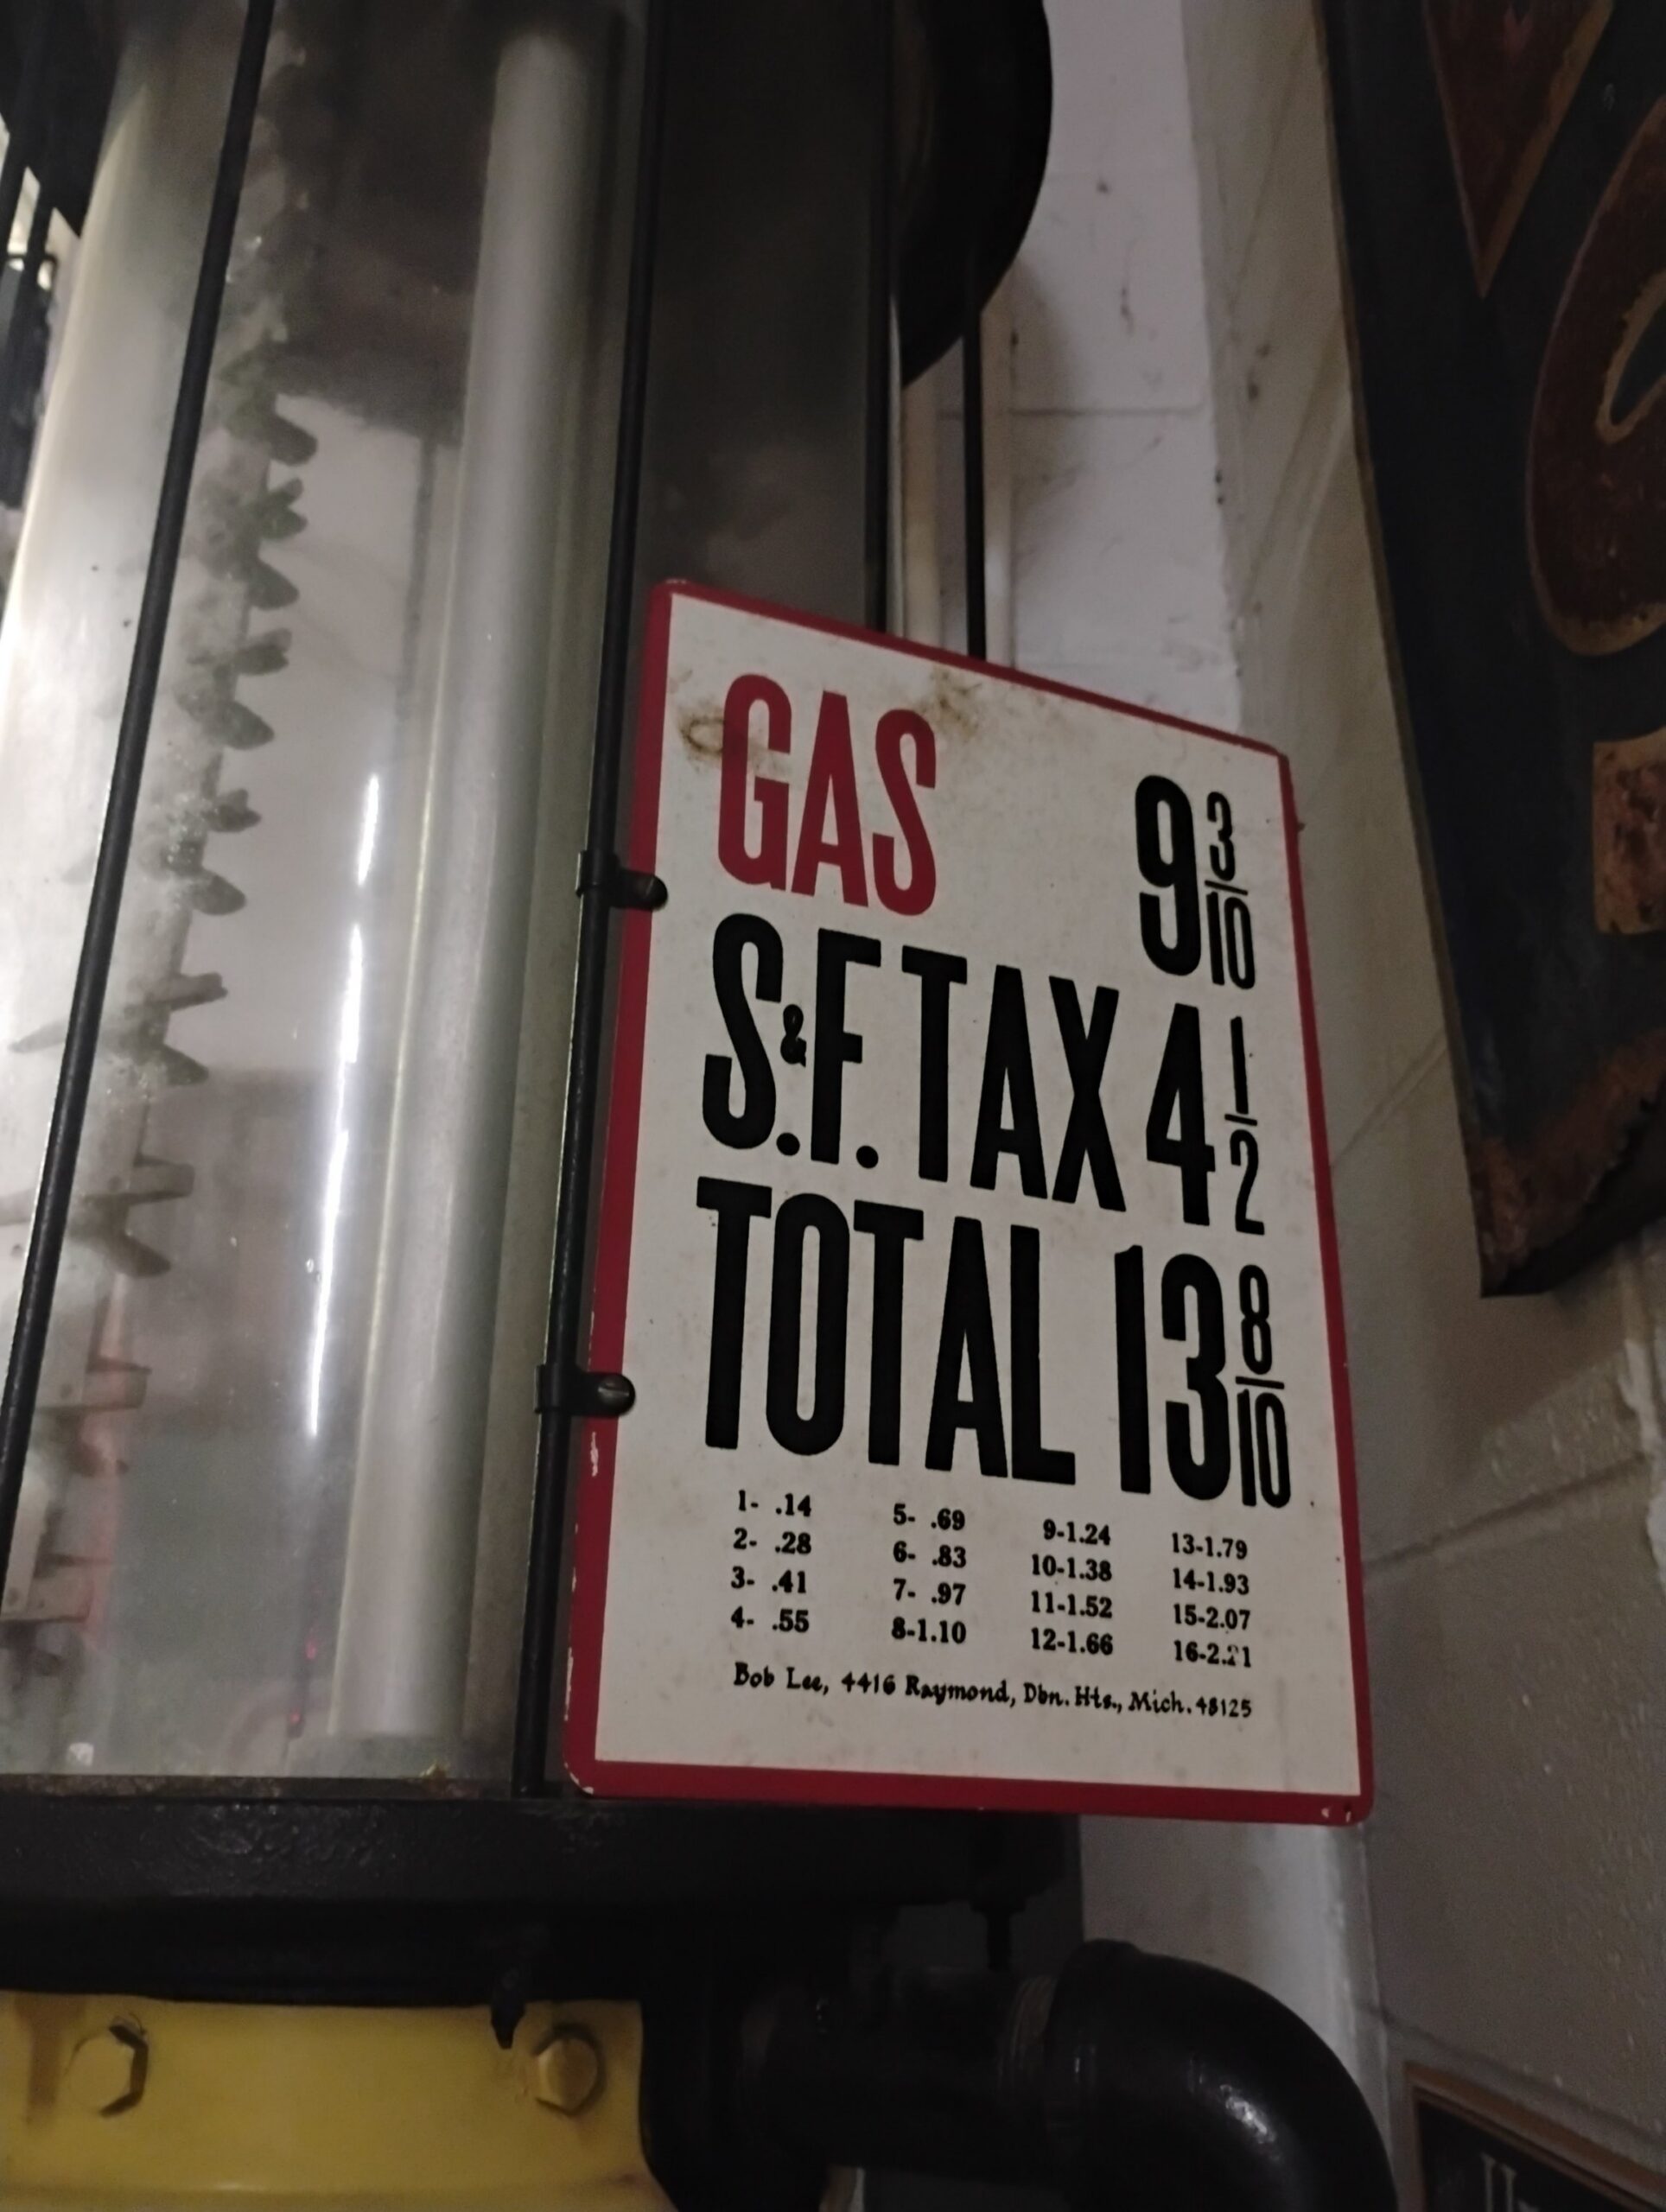 GAS 9 3/10
S.&F. TAX 4 1/2
TOTAL 13 8/10
1- .14 5- .69 9-1.24 13-1.79
2- .28 6- .83 10-1.38 14-1.93
3- .41 7- .97 11-1.52 15-2.07
4- .55 8-1.10 12-1.66 16-2.21
Bob Lee, 4416 Raymond, Dbn. Hts., Mich. 48125